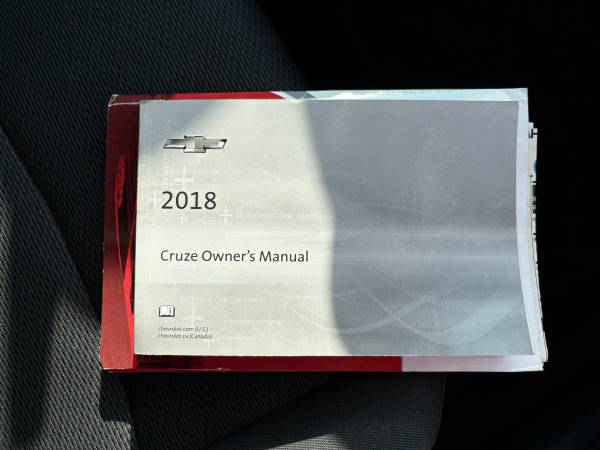 2018
Cruze Owner's Manual
chevrolet.com (U.S.)
chevrolet.ca (Canada)